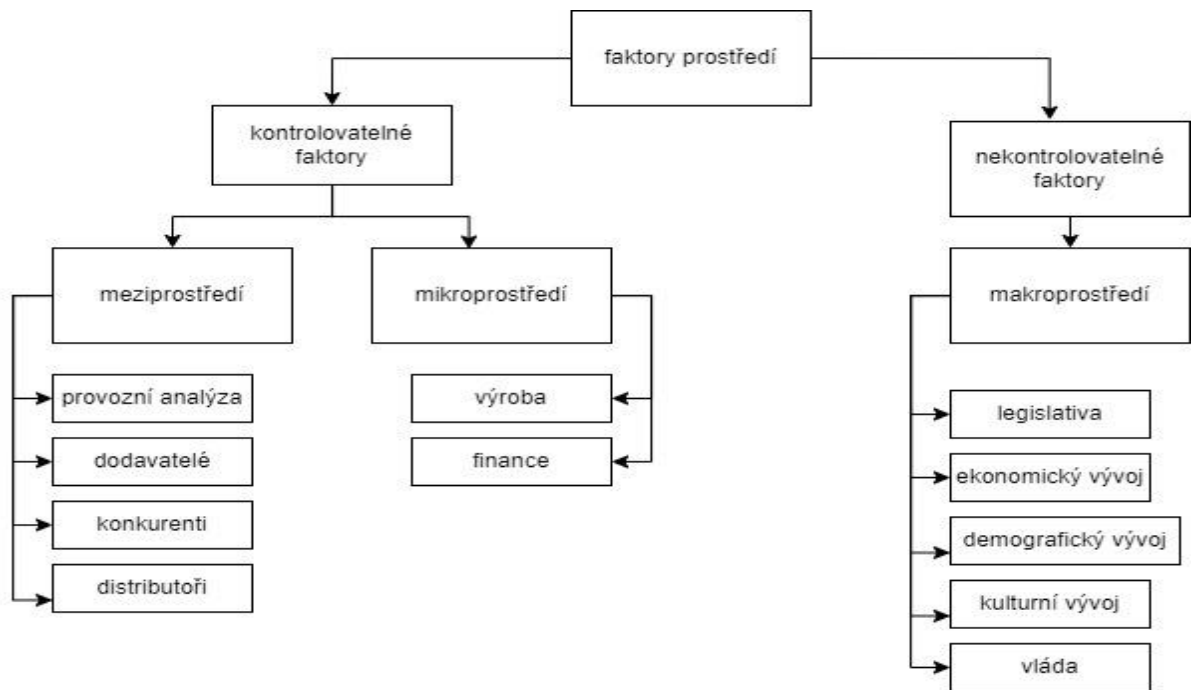 faktory prostředí
kontrolovatelné
faktory
nekontrolovatelné
faktory
meziprostředí
mikroprostředí
makroprostředí
provozní analýza
dodavatelé
konkurenti
distributoři
výroba
finance
legislativa
ekonomický vývoj
demografický vývoj
kulturní vývoj
vláda